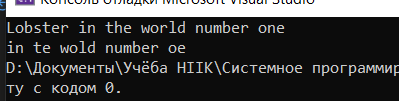 Консоль отладки Microsoft Visual Studio
Lobster in the world number one
in te wold number oe
D:\Документы\Учёба НІІК\Системное программир
ту с кодом 0.